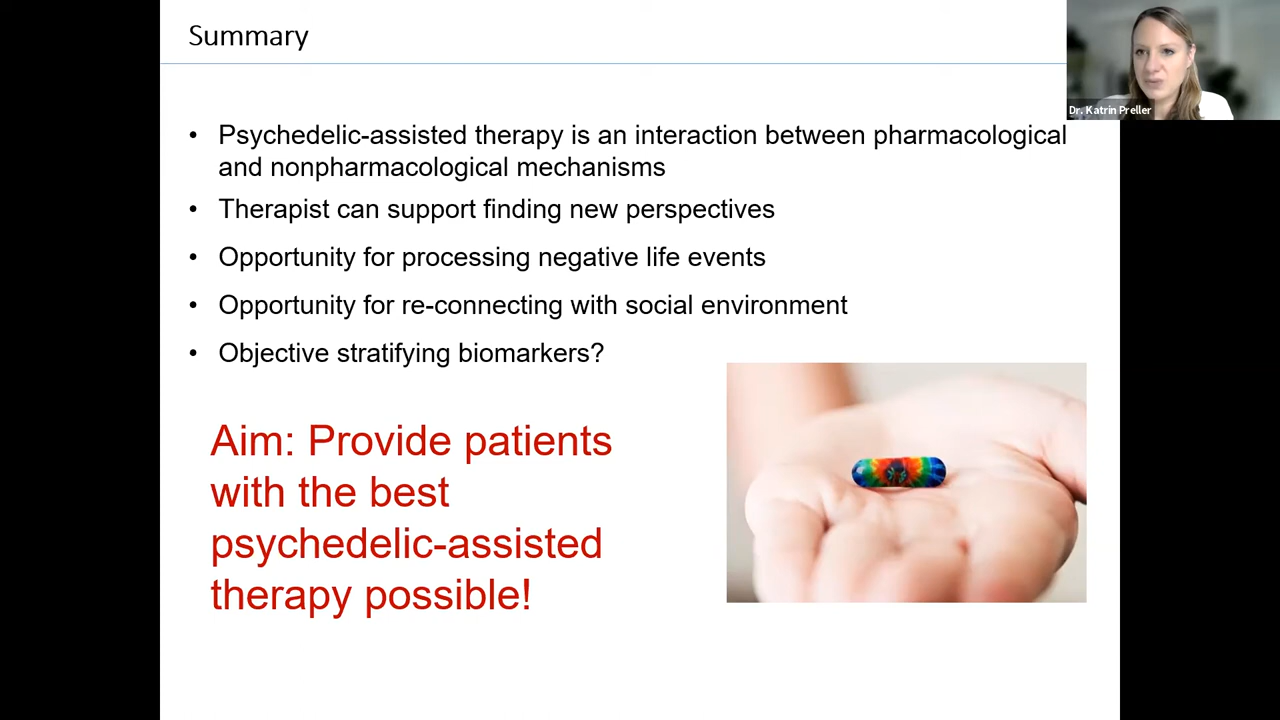 Summary
Dr. Katrin Preller
• Psychedelic-assisted therapy is an interaction between pharmacological
and nonpharmacological mechanisms
• Therapist can support finding new perspectives
• Opportunity for processing negative life events
• Opportunity for re-connecting with social environment
• Objective stratifying biomarkers?
Aim: Provide patients
with the best
psychedelic-assisted
therapy possible!